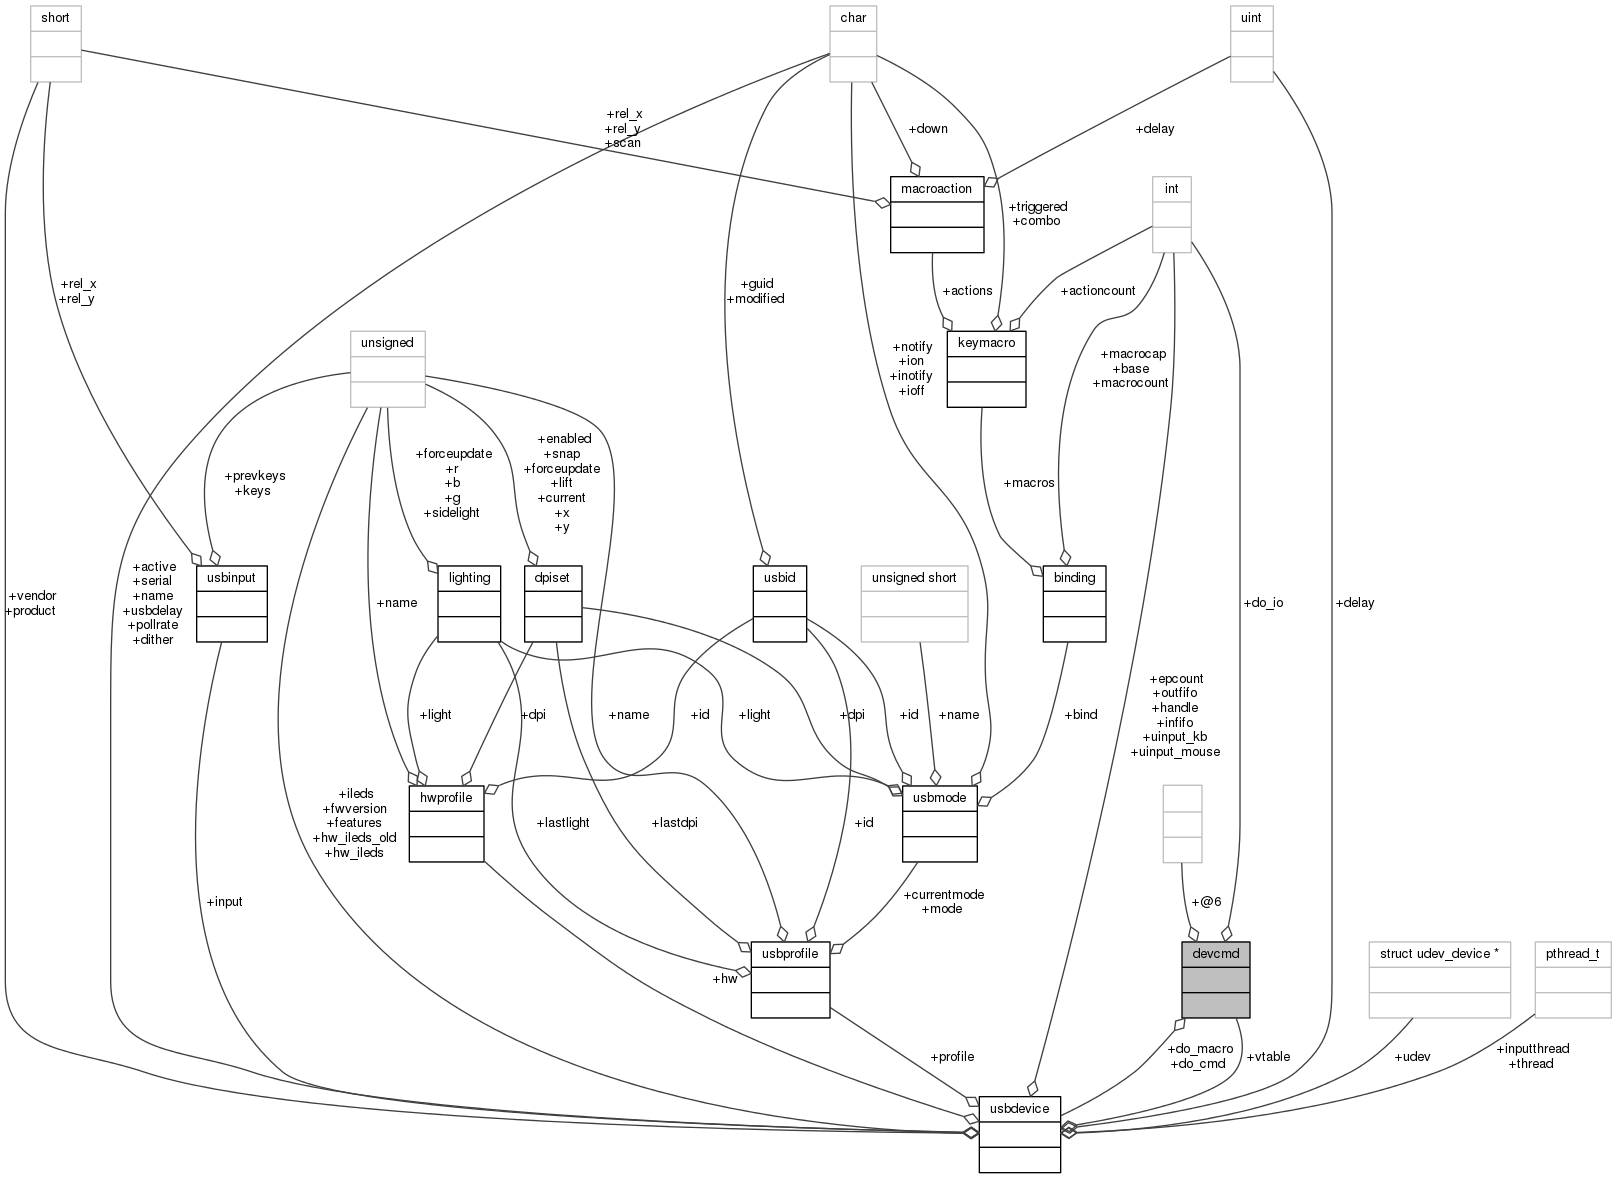 short
char
uint
+rel_x
+rel_y
+scan
+down
+delay
macroaction
int
+triggered
+combo
+rel_x
+rel_y
+guid
+modified
+actions
+actioncount
unsigned
keymacro
+notify
+ion
+inotify
+ioff
+macrocap
+base
+macrocount
+enabled
+snap
+forceupdate
+lift
+current
+x
+y
+forceupdate
+r
+b
+g
+sidelight
+prevkeys
+keys
+macros
usbinput
lighting
dpiset
usbid
unsigned short
binding
+active
+serial
+name
+usbdelay
+pollrate
+dither
+vendor
+product
+name
+do_io
+delay
+light
+dpi
+name
+id
+light
+dpi
+id
+name
+bind
+epcount
+outfifo
+handle
+infifo
+uinput_kb
+uinput_mouse
hwprofile
usbmode
+ileds
+fwversion
+features
+hw_ileds_old
+hw_ileds
+lastlight
+lastdpi
+id
+input
+currentmode
+mode
+@6
usbprofile
devcmd
struct udev_device *
pthread_t
+hw
+profile
+do_macro
+do_cmd
+vtable
+udev
+inputthread
+thread
usbdevice